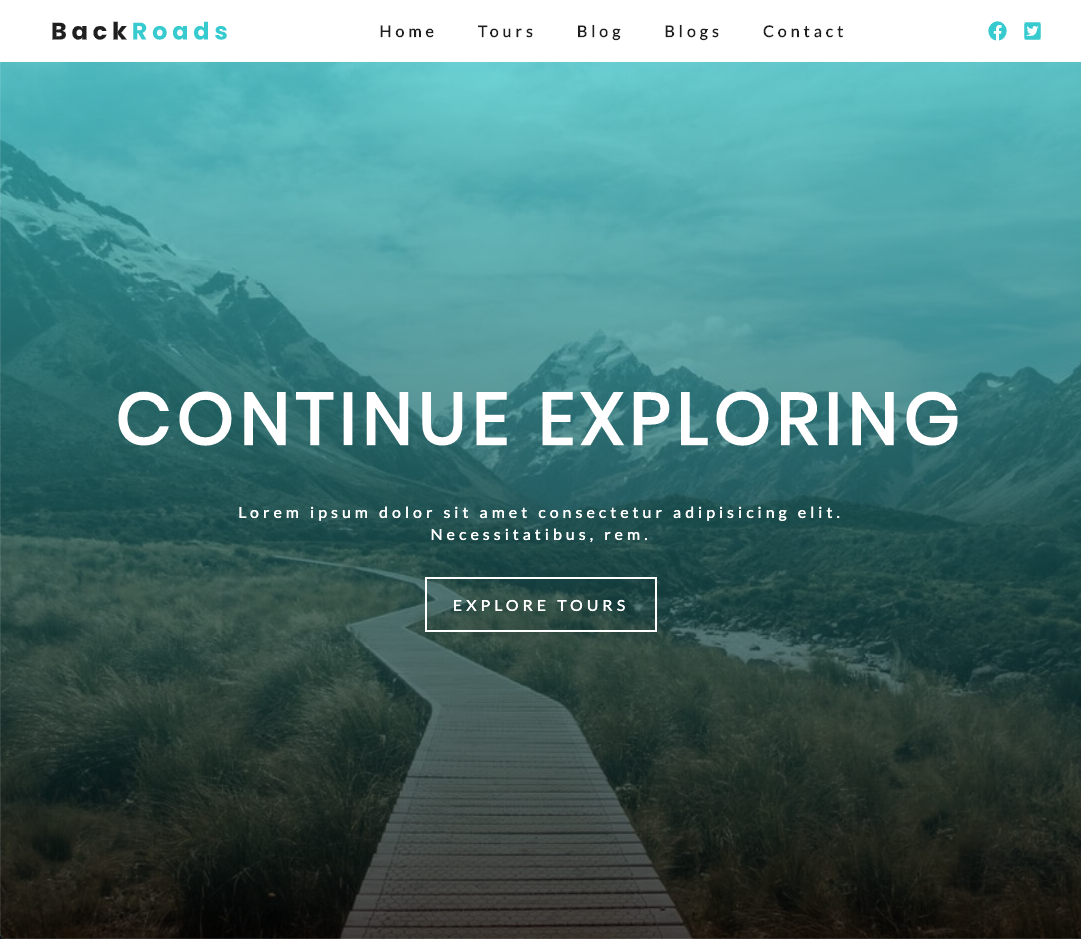 BackRoads
Home Tours Blog Blogs Contact
CONTINUE EXPLORING
Lorem ipsum dolor sit amet consectetur adipisicing elit.
Necessitatibus, rem.
EXPLORE TOURS